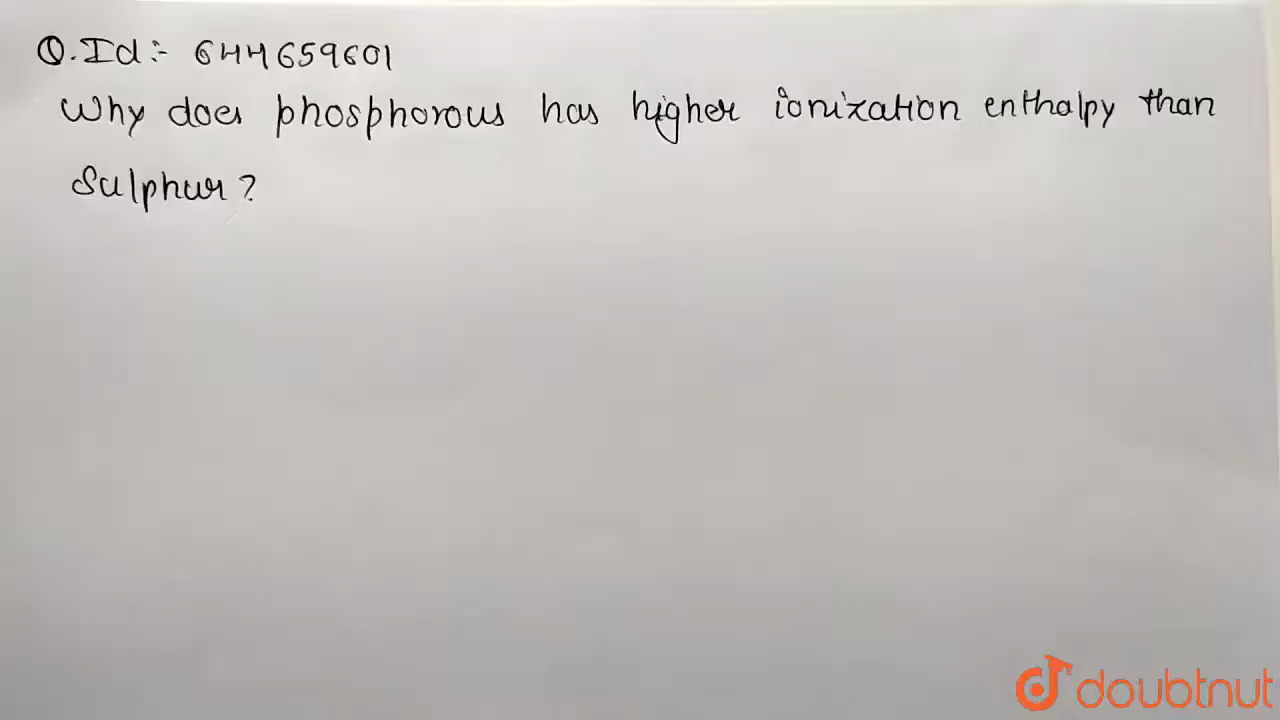 Q.Id:- 644659601
Why does phosphorous has higher ionization enthalpy than
Sulphur?
doubtnut